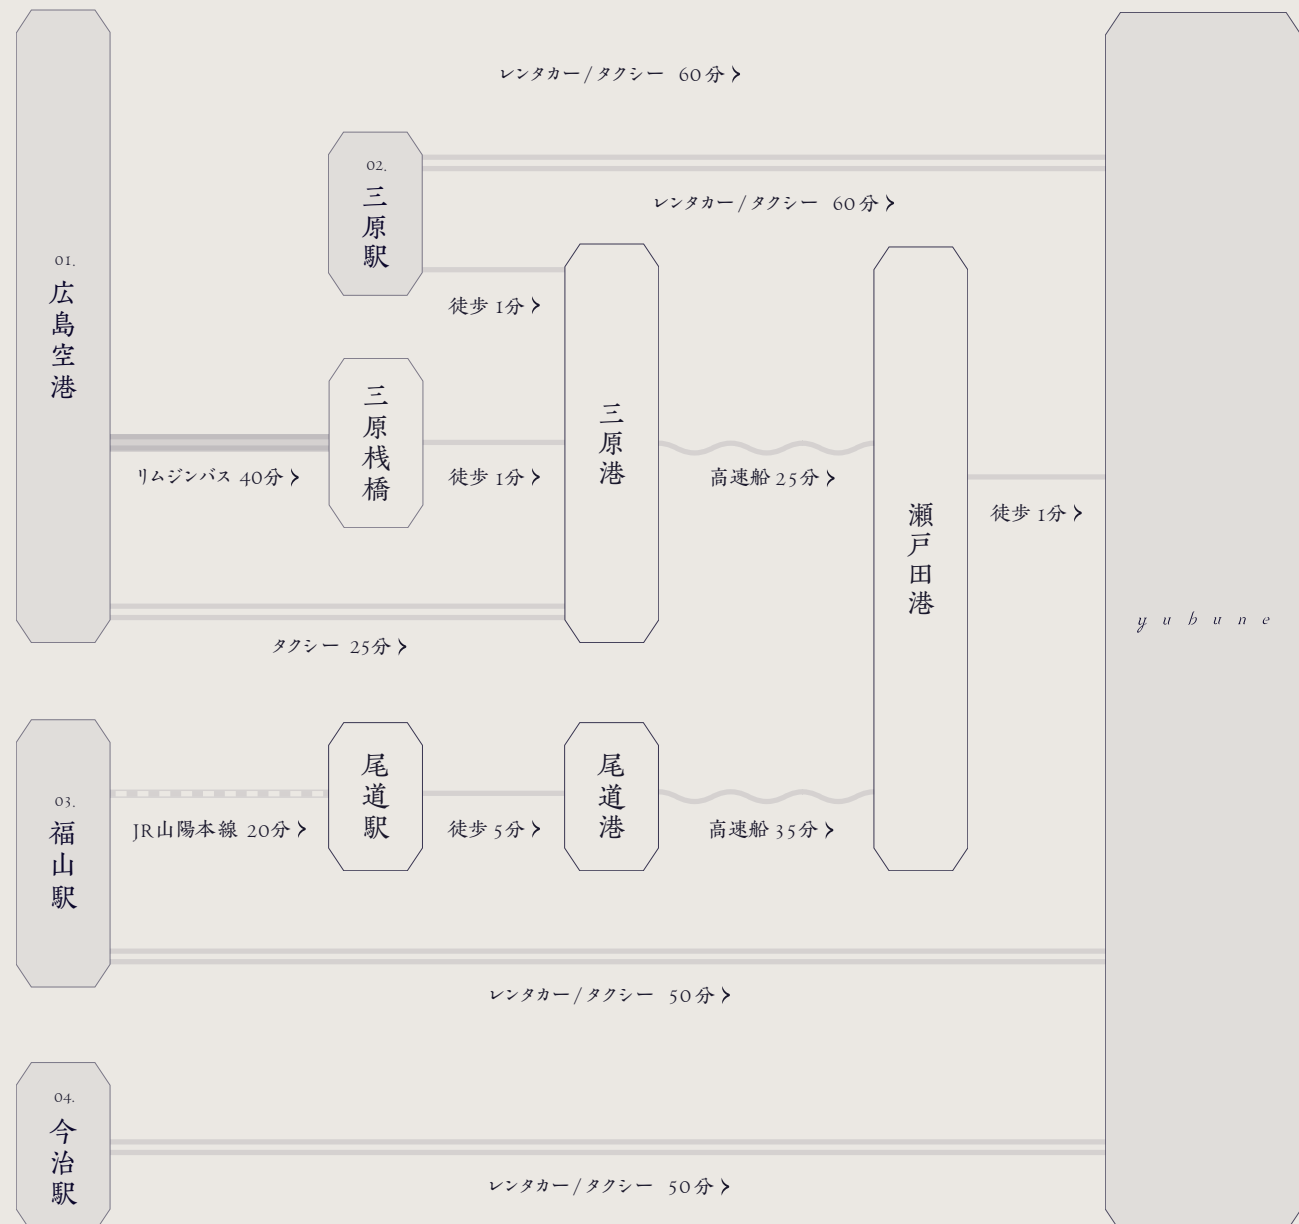 レンタカー/タクシー 60分
02.
三原駅
レンタカー/タクシー 60分
01.
広島空港
徒歩 1分
三原桟橋
三原港
リムジンバス 40分
徒歩 1分
高速船 25分
瀬戸田港
徒歩 1分
yubune
タクシー 25分
03.
福山駅
尾道駅
尾道港
JR山陽本線 20分
徒歩 5分
高速船 35分
レンタカー/タクシー 50分
04.
今治駅
レンタカー/タクシー 50分